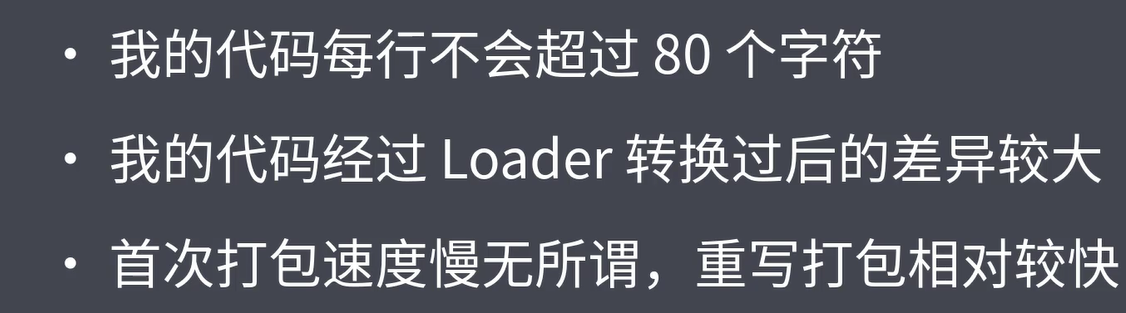 • 我的代码每行不会超过 80 个字符
• 我的代码经过 Loader 转换过后的差异较大
• 首次打包速度慢无所谓，重写打包相对较快